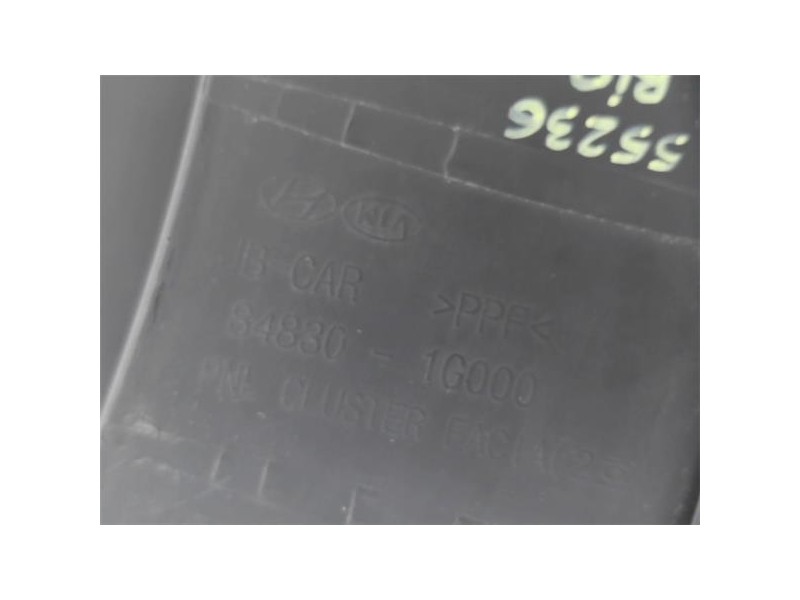 Rio
55236
KIA
JB CAR >PPF<
84830 - 1G000
PNL CLUSTER FASCIA